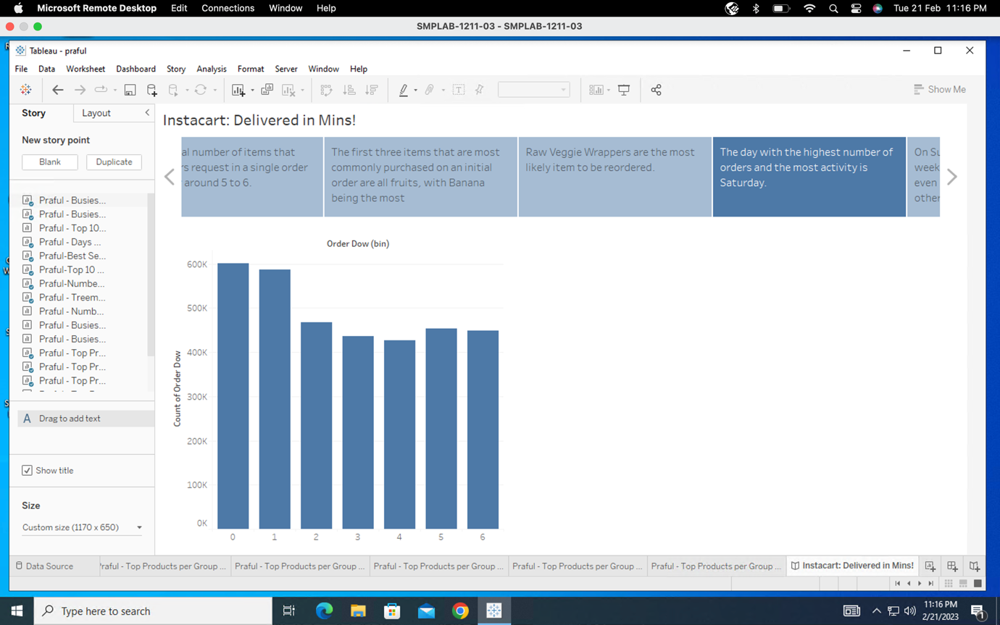 Microsoft Remote Desktop Edit Connections Window Help Tue 21 Feb 11:16 PM
SMPLAB-1211-03 - SMPLAB-1211-03
Tableau - praful
File Data Worksheet Dashboard Story Analysis Format Server Window Help
Show Me
Story Layout
New story point
Blank Duplicate
Praful - Busies...
Praful - Busies...
Praful - Top 10...
Praful - Days ...
Praful-Best Se...
Praful-Top 10 ...
Praful-Numbe...
Praful - Treem...
Praful - Numb...
Praful - Busies...
Praful - Busies...
Praful - Top Pr...
Praful - Top Pr...
Praful - Top Pr...
A Drag to add text
Show title
Size
Custom size (1170 x 650)
Instacart: Delivered in Mins!
al number of items that
rs request in a single order
around 5 to 6.
The first three items that are most
commonly purchased on an initial
order are all fruits, with Banana
being the most
Raw Veggie Wrappers are the most
likely item to be reordered.
The day with the highest number of
orders and the most activity is
Saturday.
On Su
week
even
other
Order Dow (bin)
Count of Order Dow
600K
500K
400K
300K
200K
100K
0K
0 1 2 3 4 5 6
Data Source Praful - Top Products per Group ... Praful - Top Products per Group ... Praful - Top Products per Group ... Praful - Top Products per Group ... Praful - Top Products per Group ... Instacart: Delivered in Mins!
Type here to search
11:16 PM
2/21/2023
1